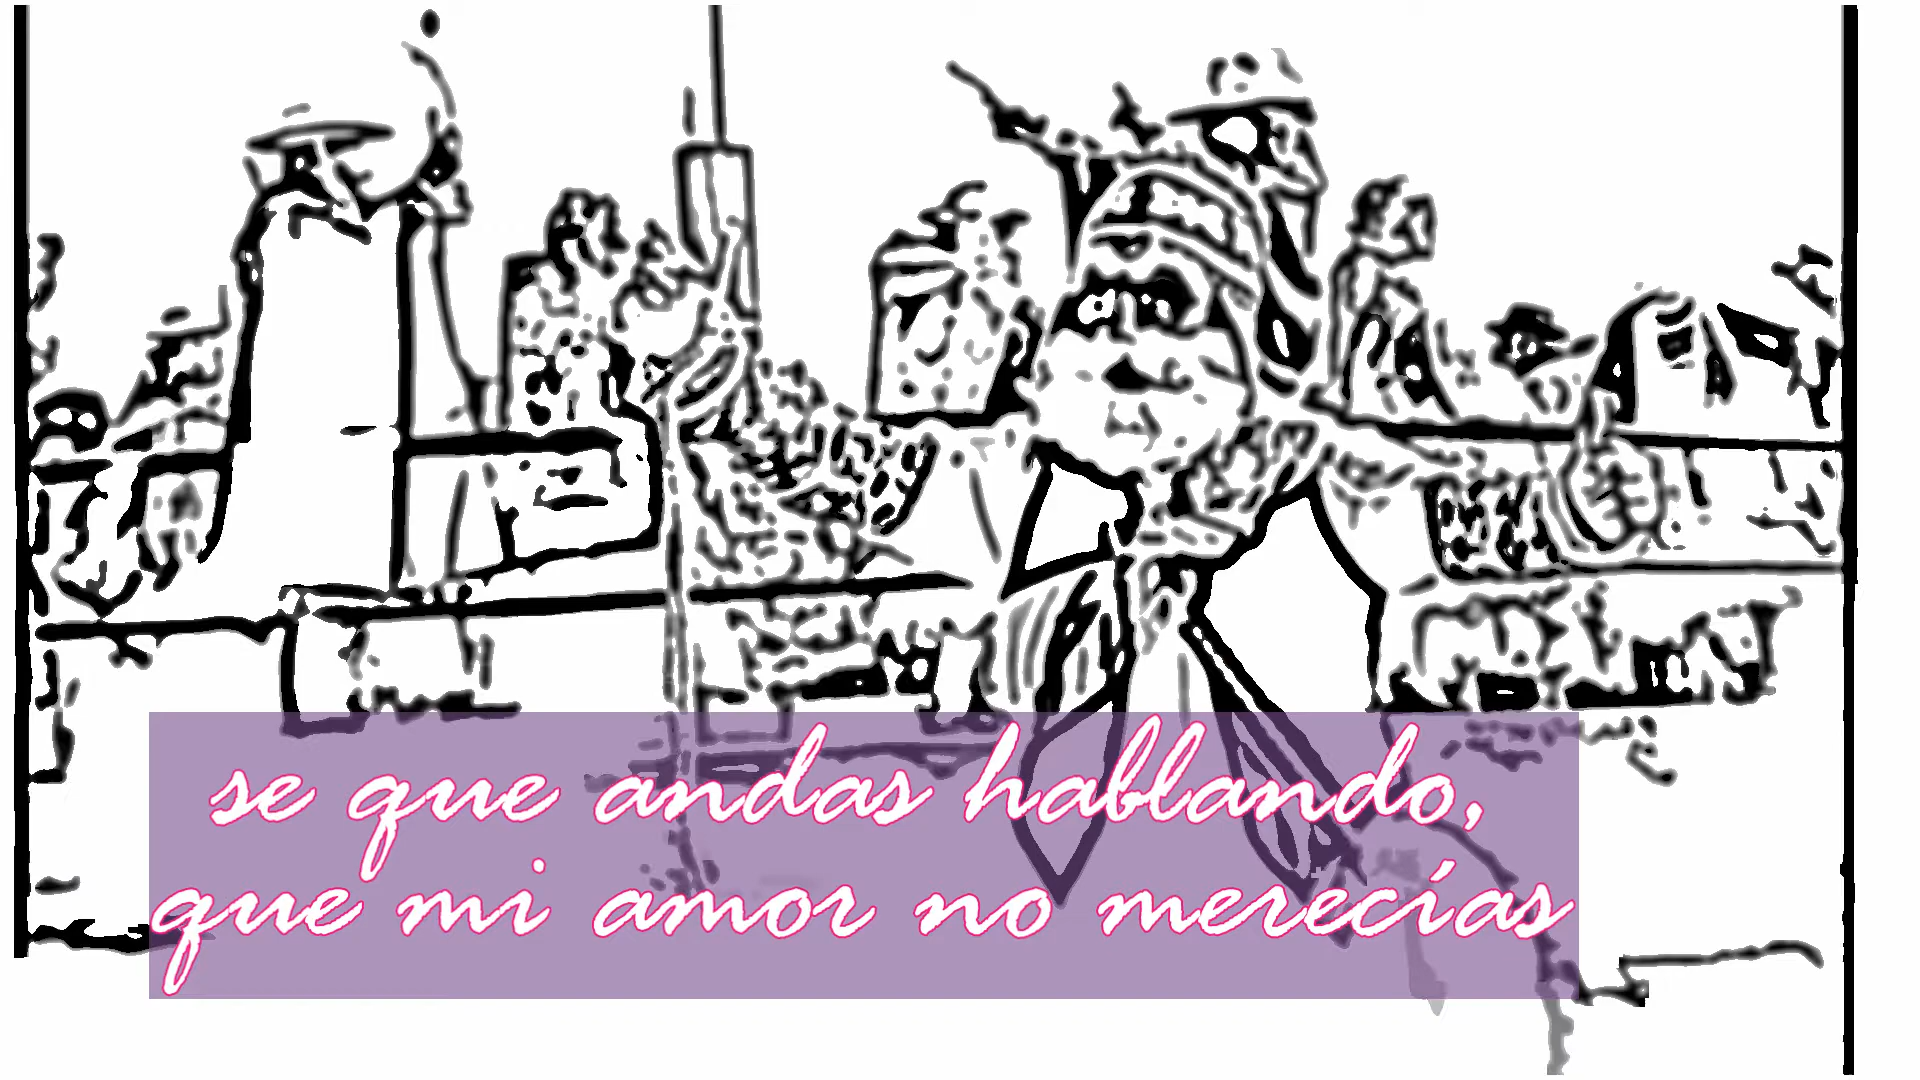 se que andas hablando,
que mi amor no merecías